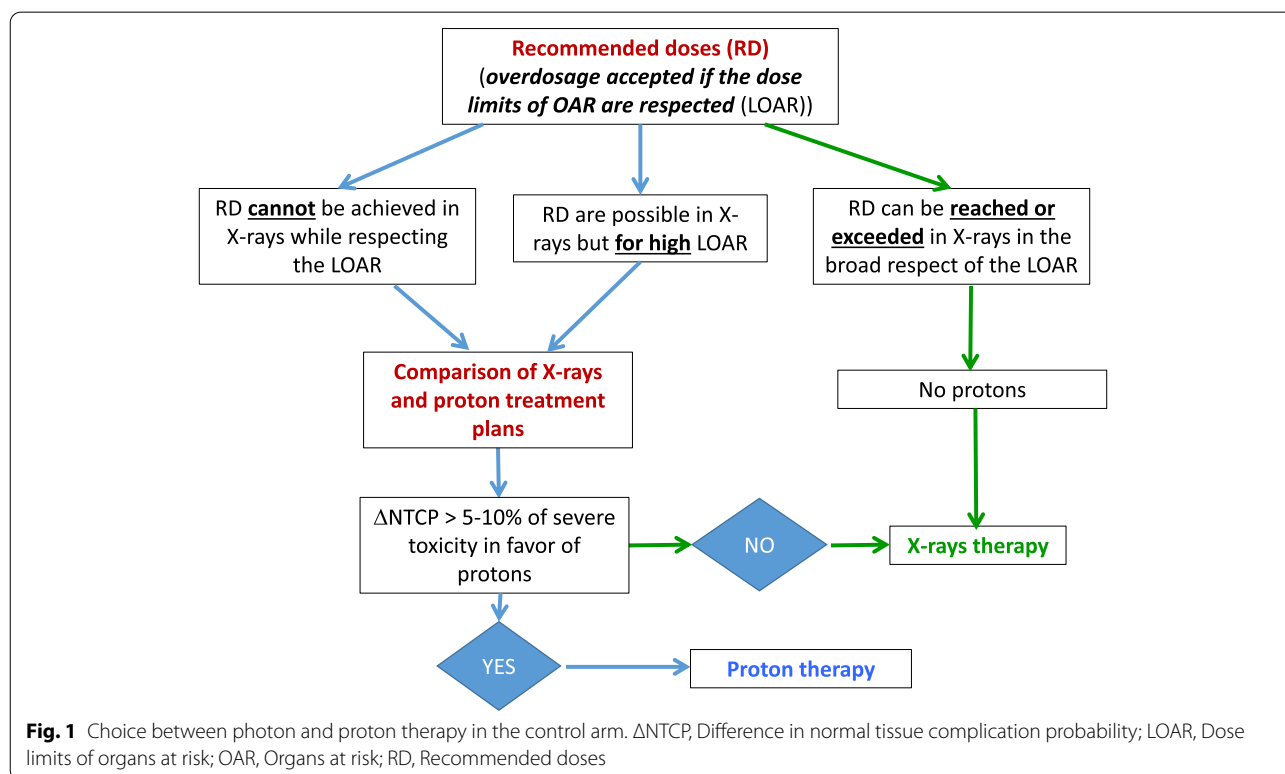 Recommended doses (RD)
(overdosage accepted if the dose
limits of OAR are respected (LOAR))
RD cannot be achieved in
X-rays while respecting
the LOAR
RD are possible in X-
rays but for high LOAR
RD can be reached or
exceeded in X-rays in the
broad respect of the LOAR
Comparison of X-rays
and proton treatment
plans
No protons
ΔNTCP > 5-10% of severe
toxicity in favor of
protons
NO
X-rays therapy
YES
Proton therapy
Fig. 1 Choice between photon and proton therapy in the control arm. ΔNTCP, Difference in normal tissue complication probability; LOAR, Dose
limits of organs at risk; OAR, Organs at risk; RD, Recommended doses